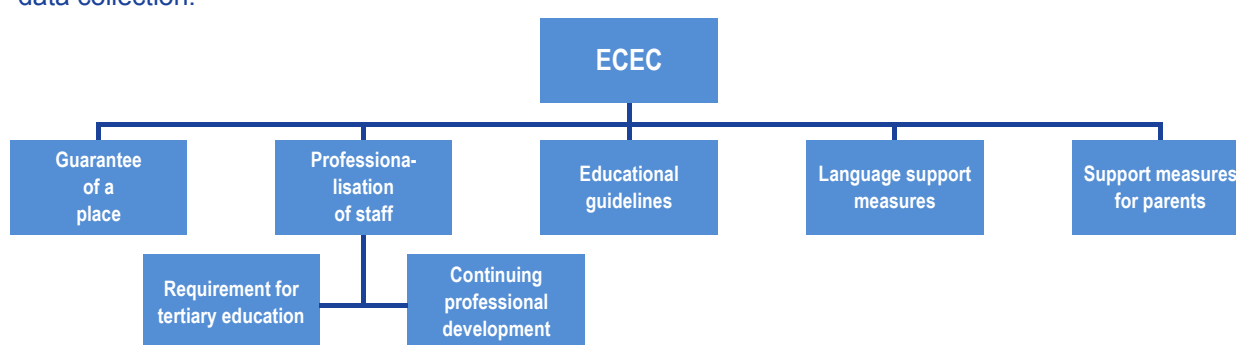 data collection.
ECEC
Guarantee
of a
place
Professiona-
lisation
of staff
Educational
guidelines
Language support
measures
Support measures
for parents
Requirement for
tertiary education
Continuing
professional
development